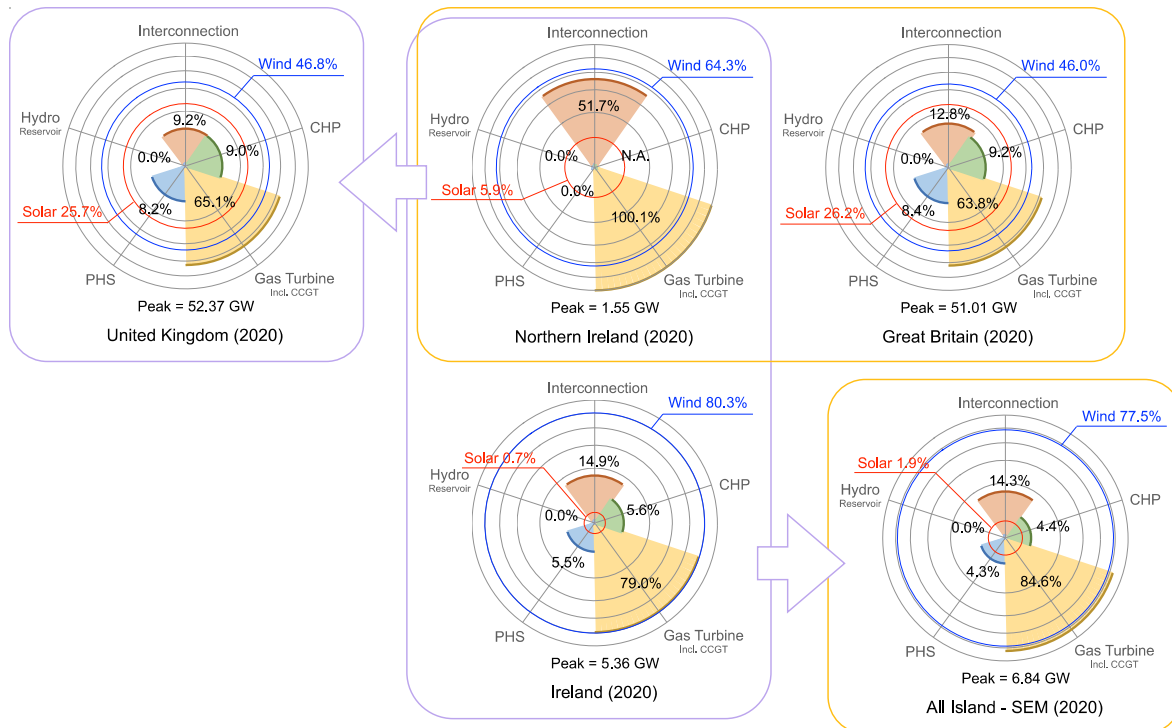 Interconnection
Wind 46.8%
Hydro
Reservoir
CHP
9.2%
9.0%
0.0%
Solar 25.7%
8.2%
65.1%
PHS
Gas Turbine
Incl. CCGT
Peak = 52.37 GW
United Kingdom (2020)
Interconnection
Wind 64.3%
Hydro
Reservoir
CHP
51.7%
N.A.
0.0%
Solar 5.9%
0.0%
100.1%
PHS
Gas Turbine
Incl. CCGT
Peak = 1.55 GW
Northern Ireland (2020)
Interconnection
Wind 46.0%
Hydro
Reservoir
CHP
12.8%
9.2%
0.0%
Solar 26.2%
8.4%
63.8%
PHS
Gas Turbine
Incl. CCGT
Peak = 51.01 GW
Great Britain (2020)
Interconnection
Wind 80.3%
Solar 0.7%
Hydro
Reservoir
CHP
14.9%
5.6%
0.0%
5.5%
79.0%
PHS
Gas Turbine
Incl. CCGT
Peak = 5.36 GW
Ireland (2020)
Interconnection
Wind 77.5%
Solar 1.9%
Hydro
Reservoir
CHP
14.3%
4.4%
0.0%
4.3%
84.6%
PHS
Gas Turbine
Incl. CCGT
Peak = 6.84 GW
All Island - SEM (2020)